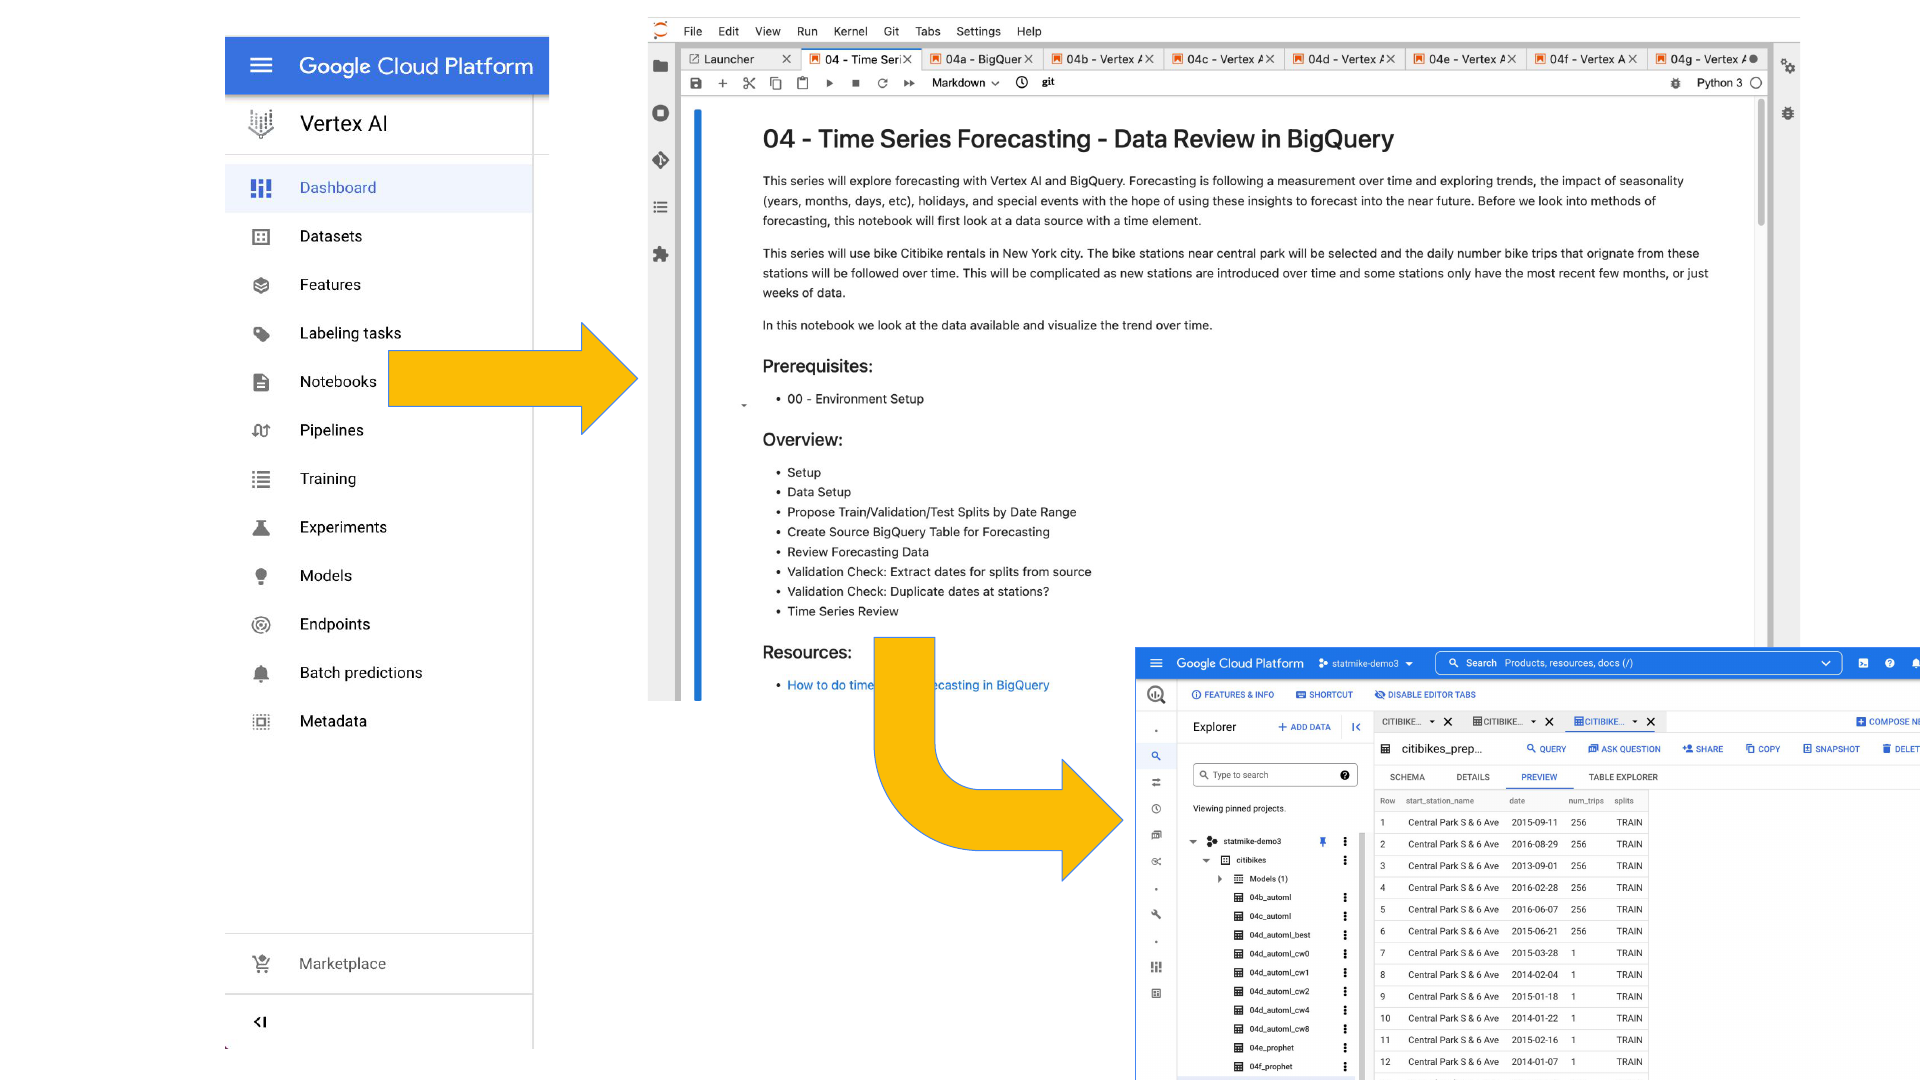 Google Cloud Platform
Vertex AI
Dashboard
Datasets
Features
Labeling tasks
Notebooks
Pipelines
Training
Experiments
Models
Endpoints
Batch predictions
Metadata
Marketplace
File Edit View Run Kernel Git Tabs Settings Help
Launcher 04 - Time Seri 04a - BigQuer 04b - Vertex A 04c - Vertex A 04d - Vertex A 04e - Vertex A 04f - Vertex A 04g - Vertex A
Markdown git Python 3
04 - Time Series Forecasting - Data Review in BigQuery
This series will explore forecasting with Vertex AI and BigQuery. Forecasting is following a measurement over time and exploring trends, the impact of seasonality
(years, months, days, etc), holidays, and special events with the hope of using these insights to forecast into the near future. Before we look into methods of
forecasting, this notebook will first look at a data source with a time element.
This series will use bike Citibike rentals in New York city. The bike stations near central park will be selected and the daily number bike trips that orignate from these
stations will be followed over time. This will be complicated as new stations are introduced over time and some stations only have the most recent few months, or just
weeks of data.
In this notebook we look at the data available and visualize the trend over time.
Prerequisites:
• 00 - Environment Setup
Overview:
• Setup
• Data Setup
• Propose Train/Validation/Test Splits by Date Range
• Create Source BigQuery Table for Forecasting
• Review Forecasting Data
• Validation Check: Extract dates for splits from source
• Validation Check: Duplicate dates at stations?
• Time Series Review
Resources:
• How to do time ecasting in BigQuery
Google Cloud Platform statmike-demo3 Search Products, resources, docs (/)
FEATURES & INFO SHORTCUT DISABLE EDITOR TABS
Explorer + ADD DATA
Type to search
Viewing pinned projects.
statmike-demo3
citibikes
Models (1)
04b_automl
04c_automl
04d_automl_best
04d_automl_cw0
04d_automl_cw1
04d_automl_cw2
04d_automl_cw4
04d_automl_cw8
04e_prophet
04f_prophet
CITIBIKE... CITIBIKE... CITIBIKE... COMPOSE NE
citibikes_prep... QUERY ASK QUESTION SHARE COPY SNAPSHOT DELET
SCHEMA DETAILS PREVIEW TABLE EXPLORER
Row start_station_name date num_trips splits
1 Central Park S & 6 Ave 2015-09-11 256 TRAIN
2 Central Park S & 6 Ave 2016-08-29 256 TRAIN
3 Central Park S & 6 Ave 2013-09-01 256 TRAIN
4 Central Park S & 6 Ave 2016-02-28 256 TRAIN
5 Central Park S & 6 Ave 2016-06-07 256 TRAIN
6 Central Park S & 6 Ave 2015-06-21 256 TRAIN
7 Central Park S & 6 Ave 2015-03-28 1 TRAIN
8 Central Park S & 6 Ave 2014-02-04 1 TRAIN
9 Central Park S & 6 Ave 2015-01-18 1 TRAIN
10 Central Park S & 6 Ave 2014-01-22 1 TRAIN
11 Central Park S & 6 Ave 2015-02-16 1 TRAIN
12 Central Park S & 6 Ave 2014-01-07 1 TRAIN